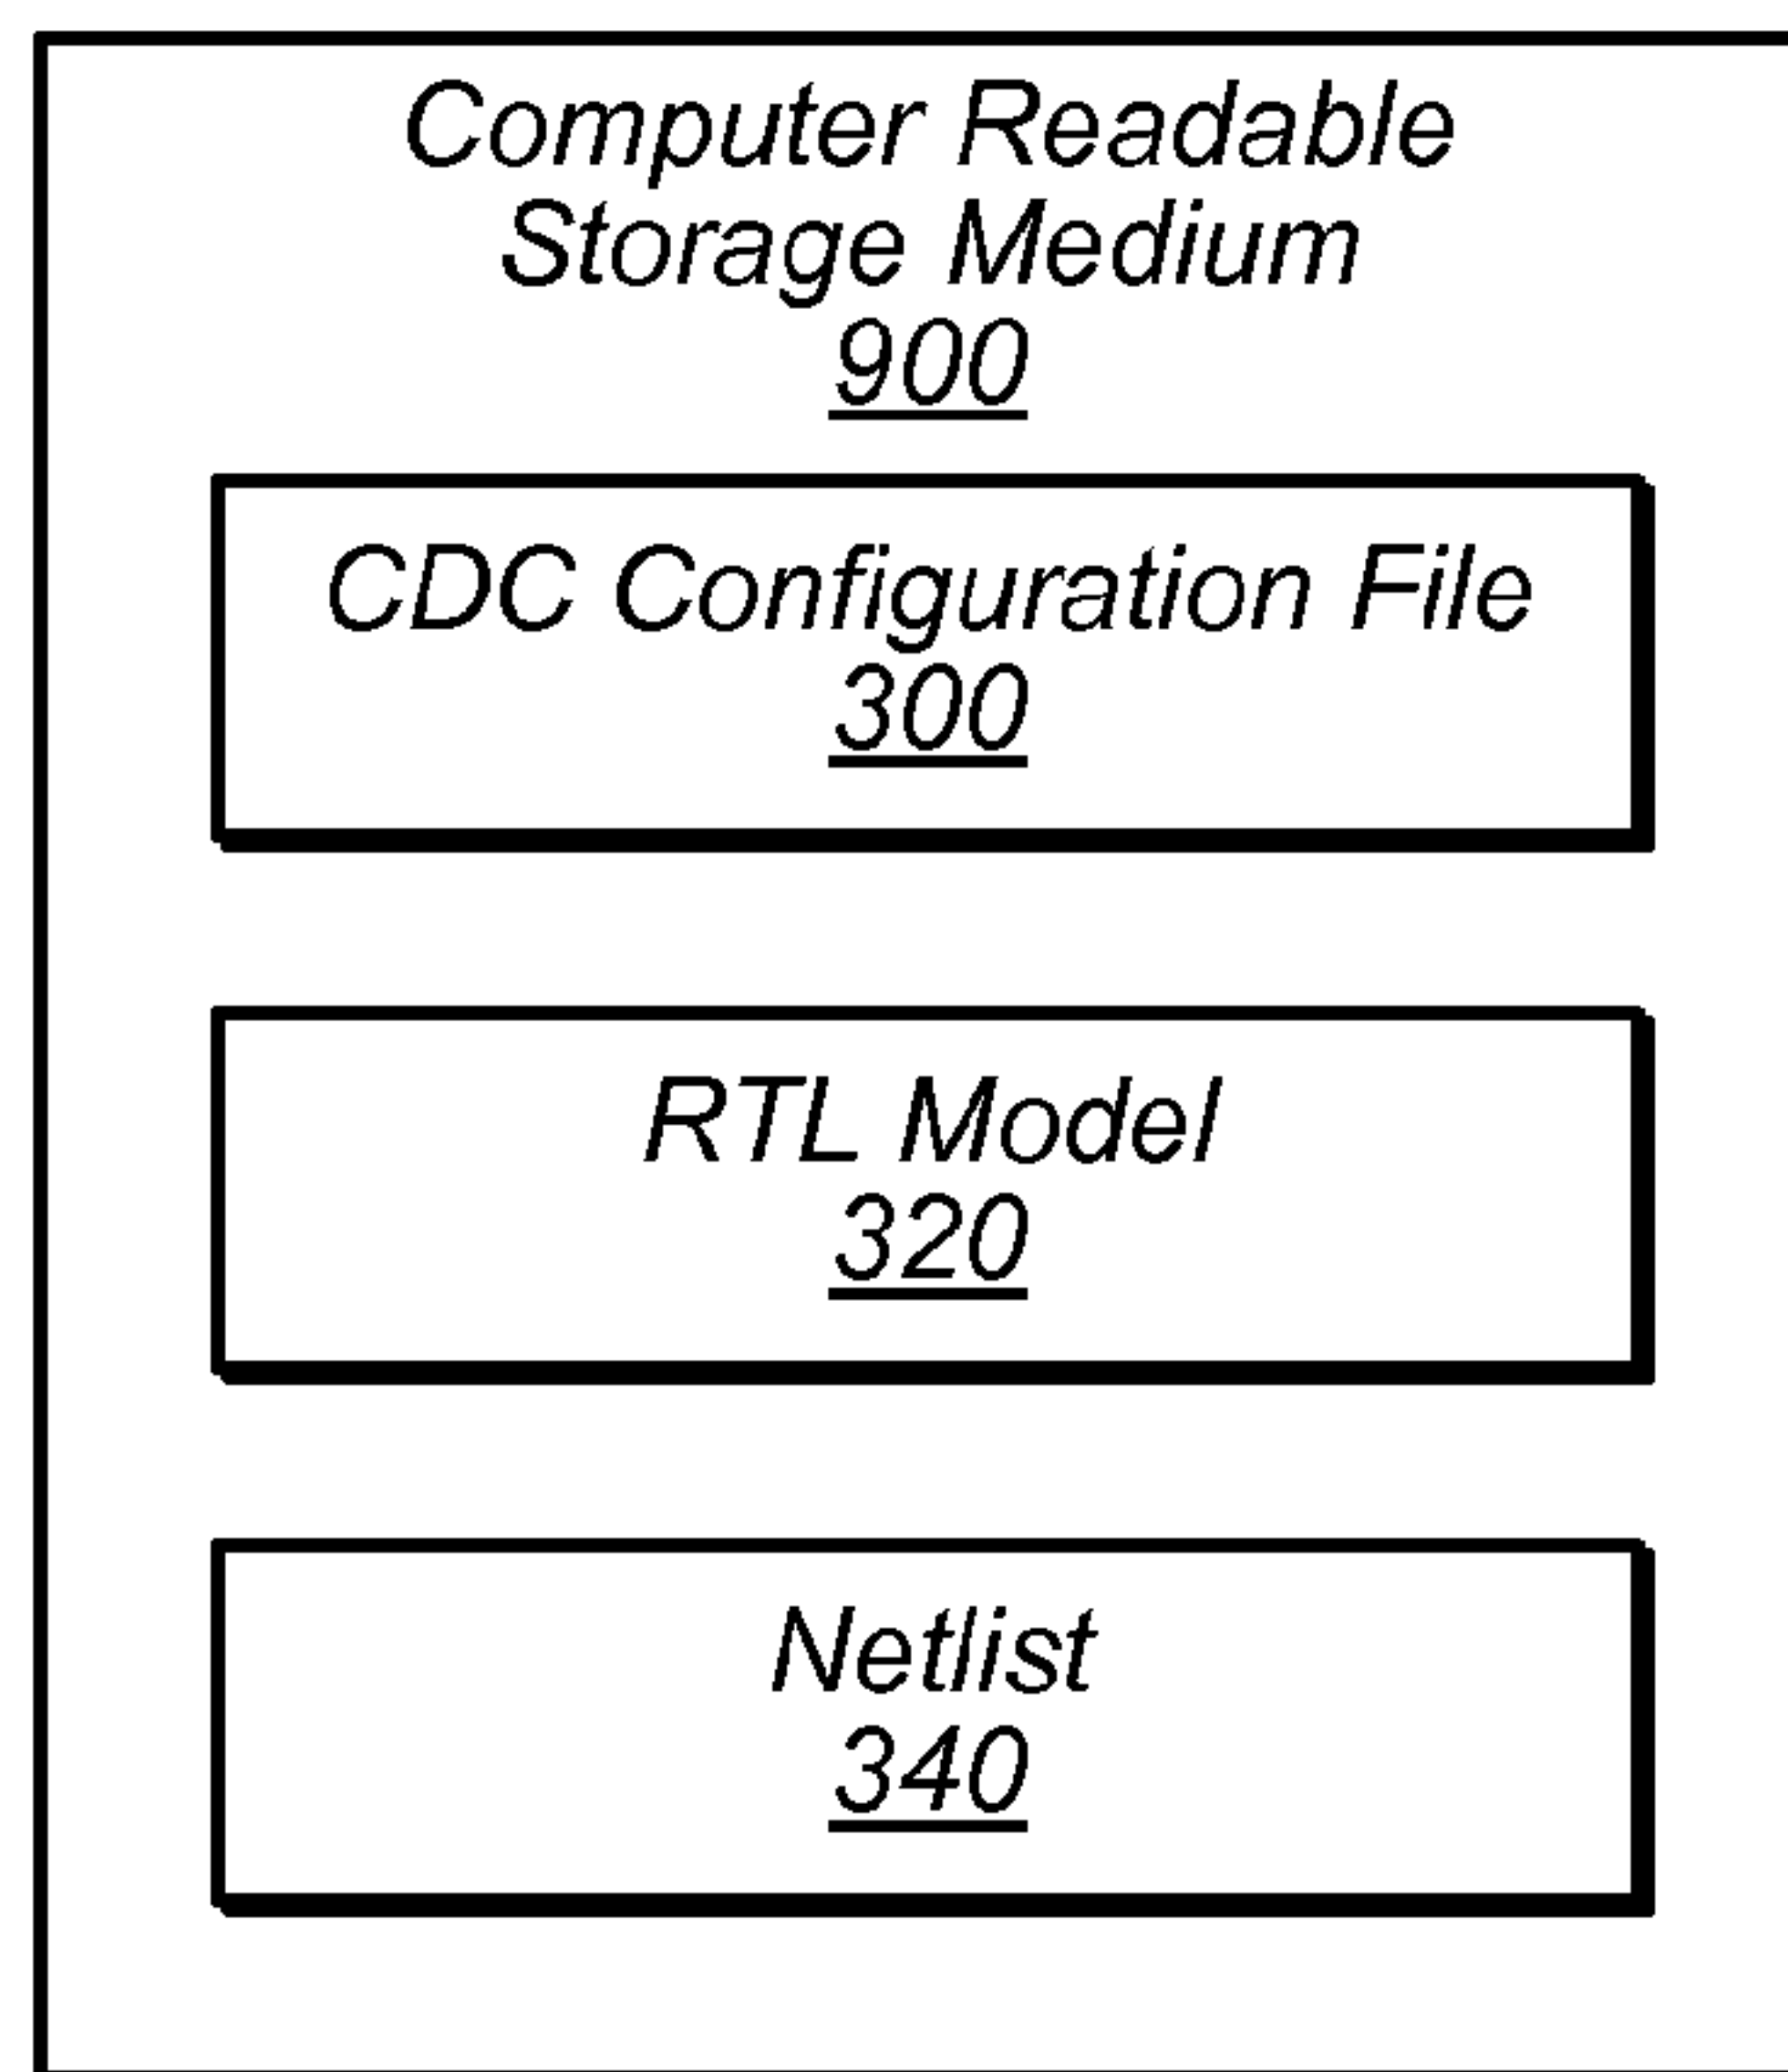 Computer Readable
Storage Medium
900
CDC Configuration File
300
RTL Model
320
Netlist
340